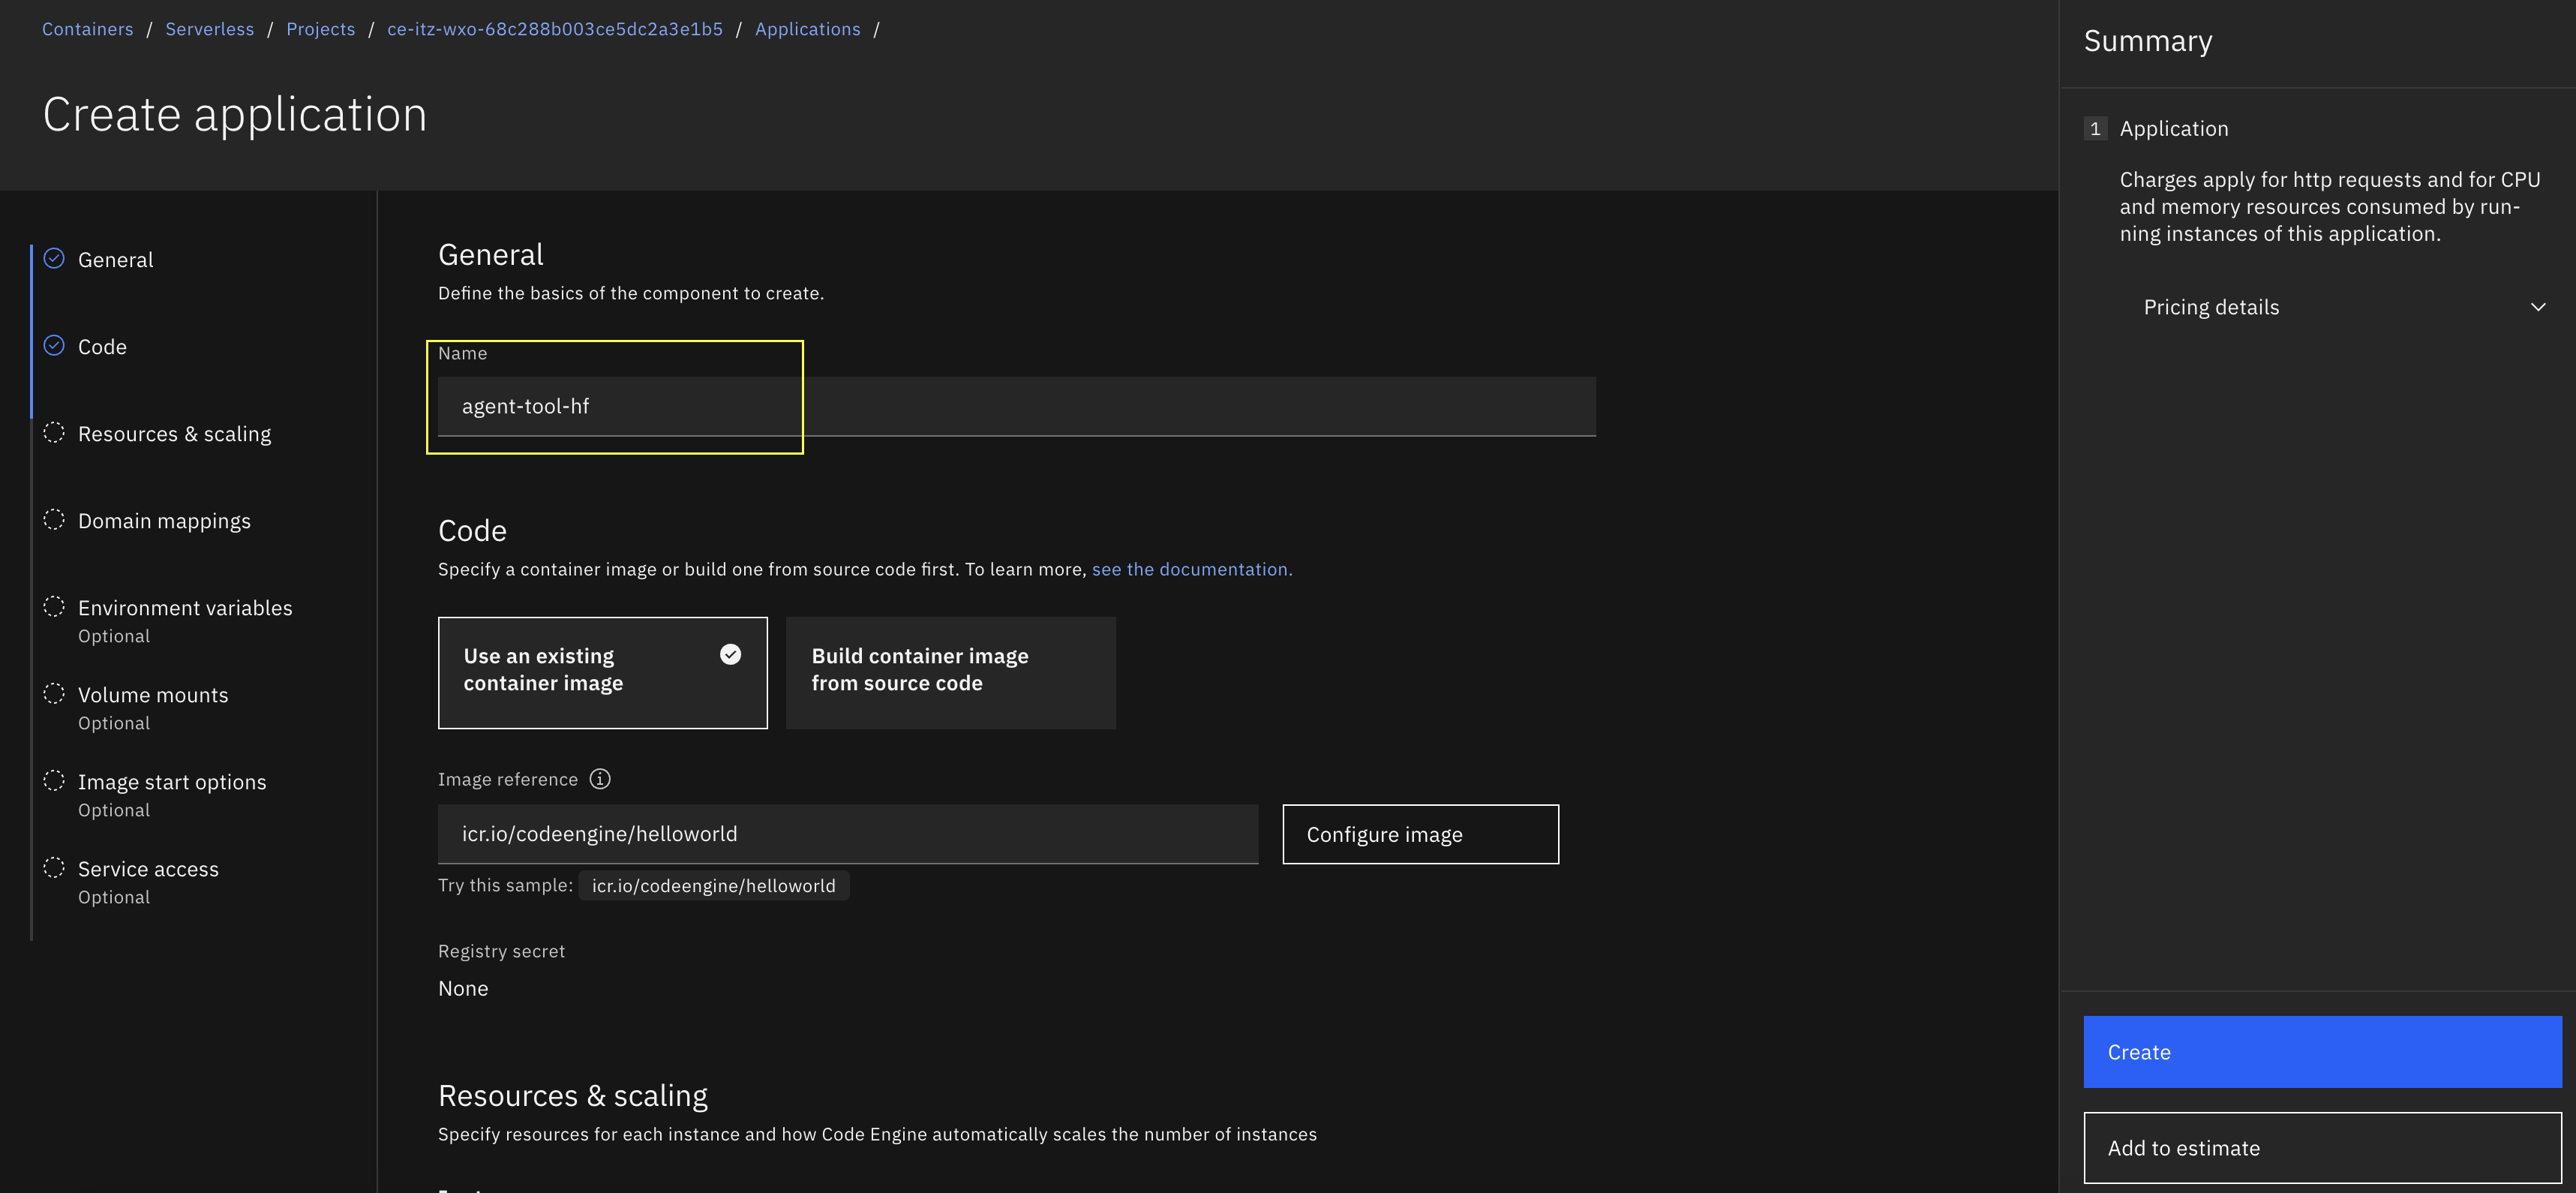 Containers / Serverless / Projects / ce-itz-wxo-68c288b003ce5dc2a3e1b5 / Applications /
Create application
General
Code
Resources & scaling
Domain mappings
Environment variables
Optional
Volume mounts
Optional
Image start options
Optional
Service access
Optional
General
Define the basics of the component to create.
Name
agent-tool-hf
Code
Specify a container image or build one from source code first. To learn more, see the documentation.
Use an existing
container image
Build container image
from source code
Image reference
icr.io/codeengine/helloworld
Configure image
Try this sample: icr.io/codeengine/helloworld
Registry secret
None
Resources & scaling
Specify resources for each instance and how Code Engine automatically scales the number of instances
Summary
1 Application
Charges apply for http requests and for CPU
and memory resources consumed by run-
ning instances of this application.
Pricing details
Create
Add to estimate